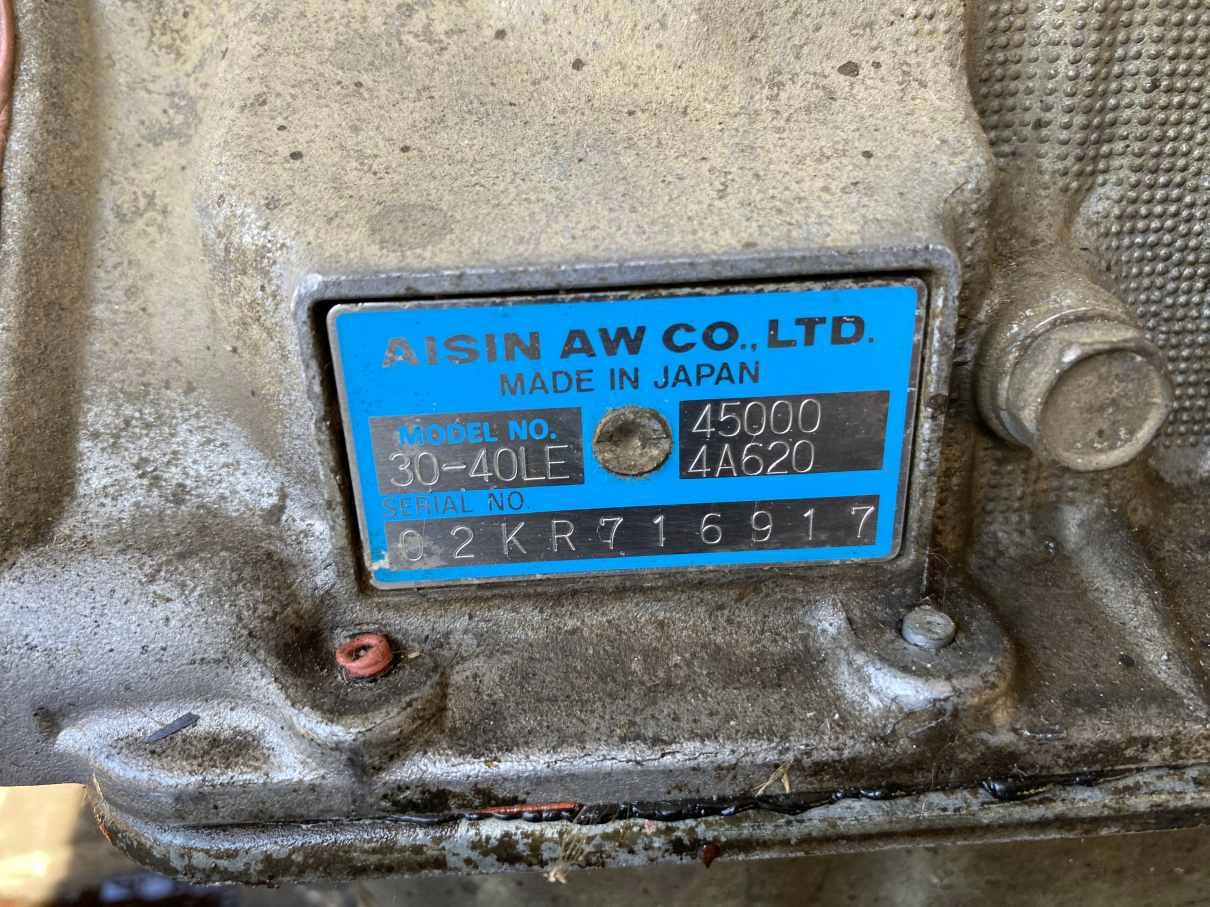 AISIN AW CO., LTD.
MADE IN JAPAN
MODEL NO.
30-40LE
45000
4A620
SERIAL NO.
02KR716917